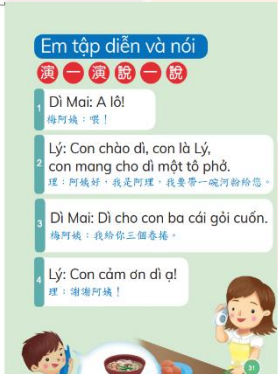 Em tập diễn và nói
演一演說一說
1
Dì Mai: A lô!
梅阿姨：喂！
2
Lý: Con chào dì, con là Lý,
con mang cho dì một tô phở.
理：阿姨好，我是阿理，我要帶一碗河粉給您。
3
Dì Mai: Dì cho con ba cái gỏi cuốn.
梅阿姨：我給你三個春捲。
4
Lý: Con cảm ơn dì ạ!
理：謝謝阿姨！
31